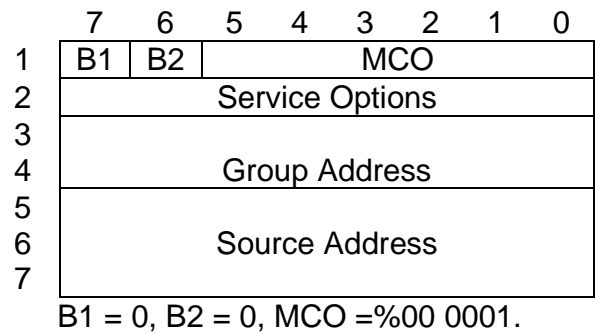 7 6 5 4 3 2 1 0
1 B1 B2 MCO
2 Service Options
3
4 Group Address
5
6 Source Address
7
B1 = 0, B2 = 0, MCO =%00 0001.